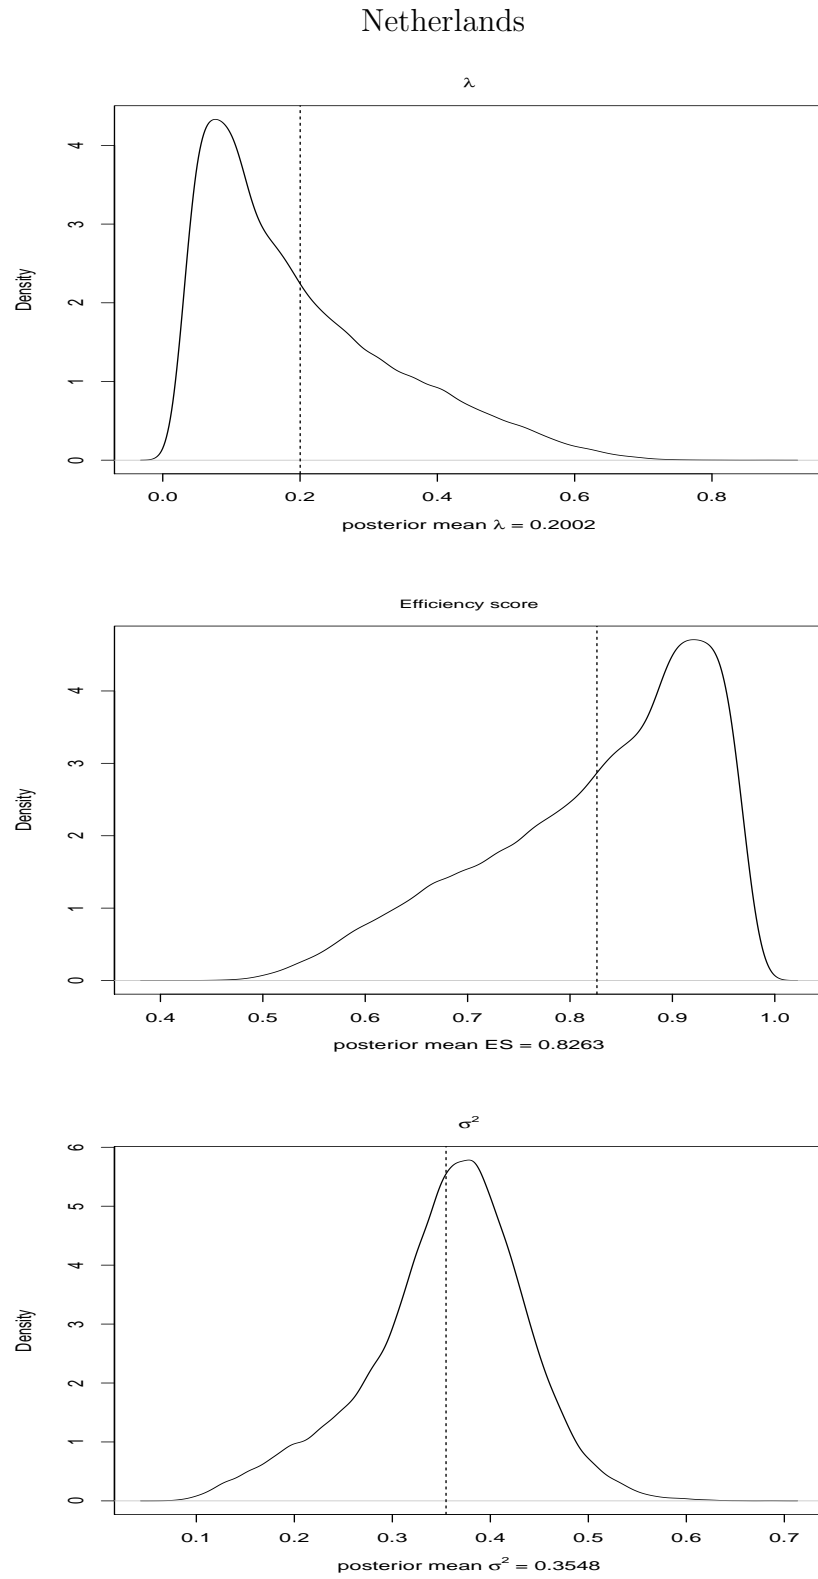 Netherlands
λ
Density
4
3
2
1
0
0.0 0.2 0.4 0.6 0.8
posterior mean λ = 0.2002
Efficiency score
Density
4
3
2
1
0
0.4 0.5 0.6 0.7 0.8 0.9 1.0
posterior mean ES = 0.8263
σ²
Density
6
5
4
3
2
1
0
0.1 0.2 0.3 0.4 0.5 0.6 0.7
posterior mean σ² = 0.3548